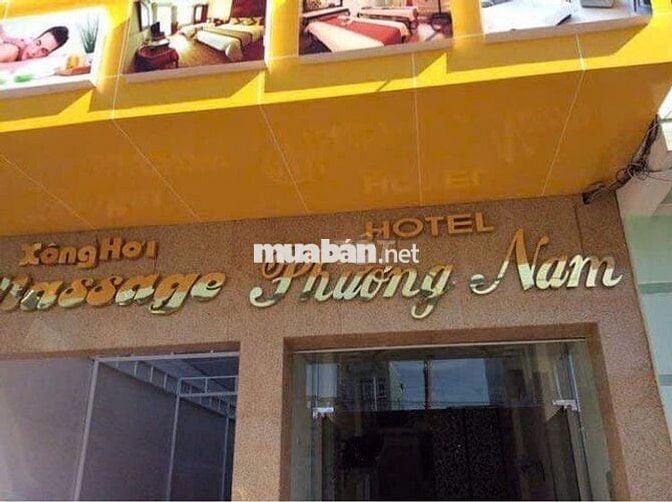 Xông Hơi
Massage
HOTEL
Phương Nam
muabán.net